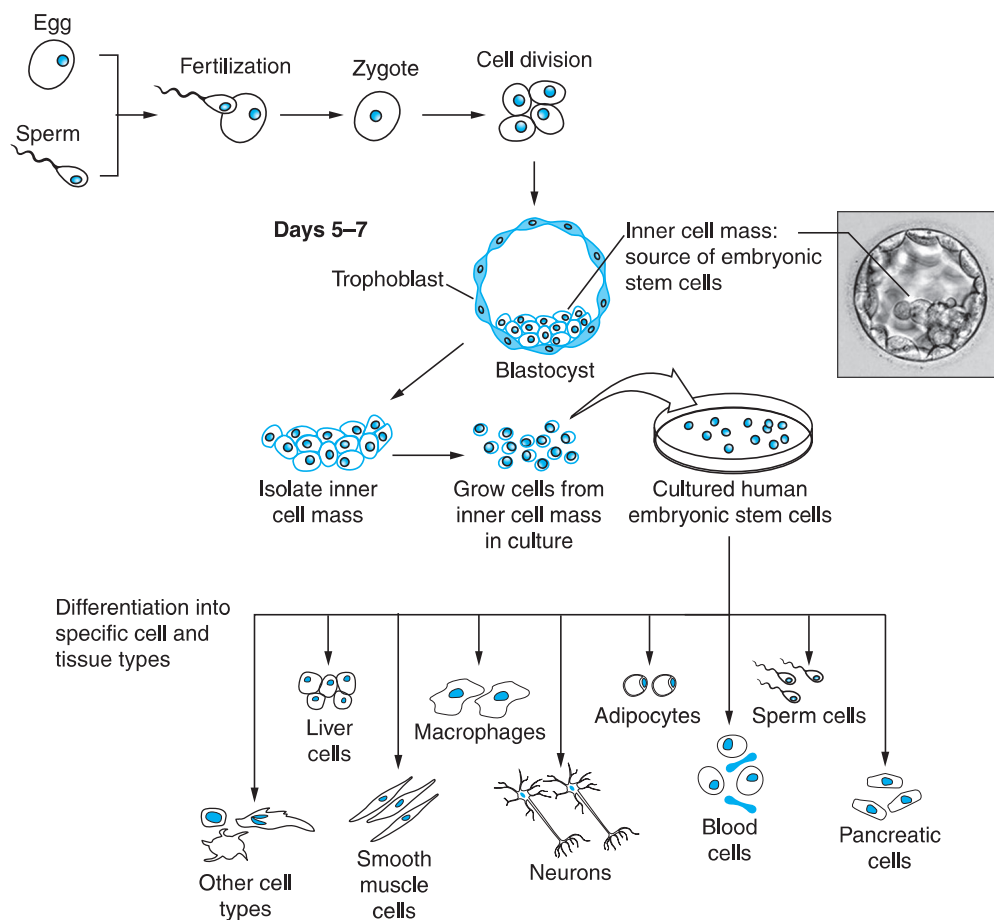 Egg
Fertilization
Zygote
Cell division
Sperm
Days 5–7
Trophoblast
Inner cell mass:
source of embryonic
stem cells
Blastocyst
Isolate inner
cell mass
Grow cells from
inner cell mass
in culture
Cultured human
embryonic stem cells
Differentiation into
specific cell and
tissue types
Liver
cells
Macrophages
Adipocytes
Sperm cells
Other cell
types
Smooth
muscle
cells
Neurons
Blood
cells
Pancreatic
cells